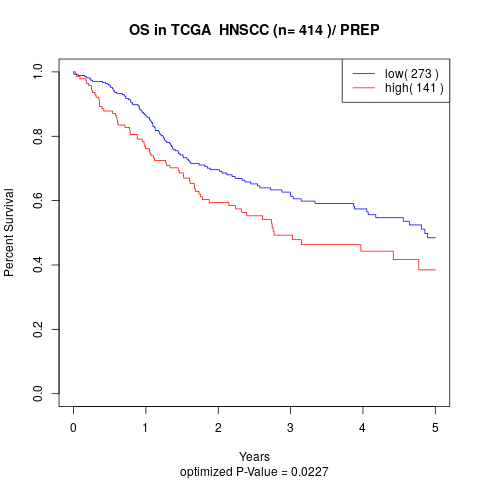 OS in TCGA  HNSCC (n= 414 )/ PREP
low( 273 )
high( 141 )
Percent Survival
1.0
0.8
0.6
0.4
0.2
0.0
0 1 2 3 4 5
Years
optimized P-Value = 0.0227